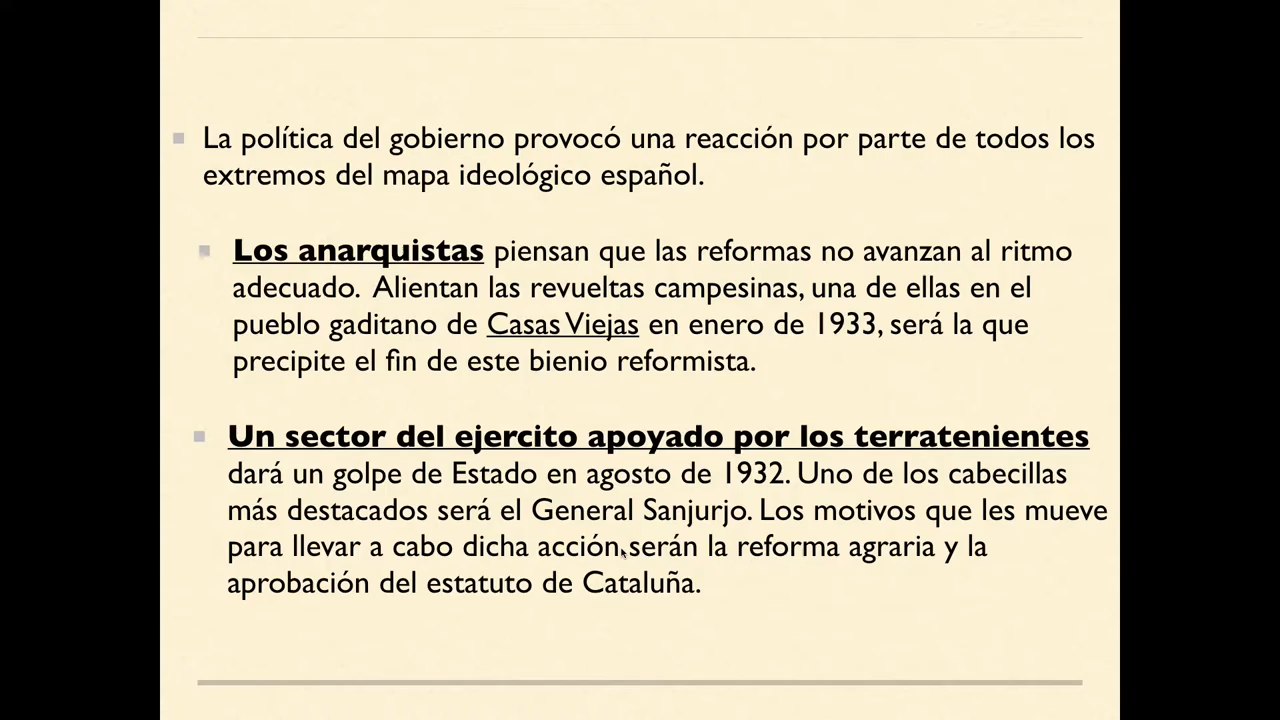 La política del gobierno provocó una reacción por parte de todos los
extremos del mapa ideológico español.
Los anarquistas piensan que las reformas no avanzan al ritmo
adecuado. Alientan las revueltas campesinas, una de ellas en el
pueblo gaditano de Casas Viejas en enero de 1933, será la que
precipite el fin de este bienio reformista.
Un sector del ejercito apoyado por los terratenientes
dará un golpe de Estado en agosto de 1932. Uno de los cabecillas
más destacados será el General Sanjurjo. Los motivos que les mueve
para llevar a cabo dicha acción serán la reforma agraria y la
aprobación del estatuto de Cataluña.